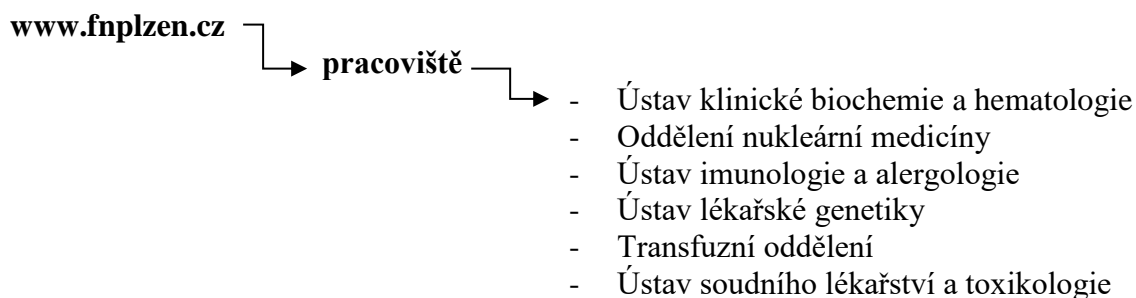 www.fnplzen.cz
pracoviště
- Ústav klinické biochemie a hematologie
- Oddělení nukleární medicíny
- Ústav imunologie a alergologie
- Ústav lékařské genetiky
- Transfuzní oddělení
- Ústav soudního lékařství a toxikologie